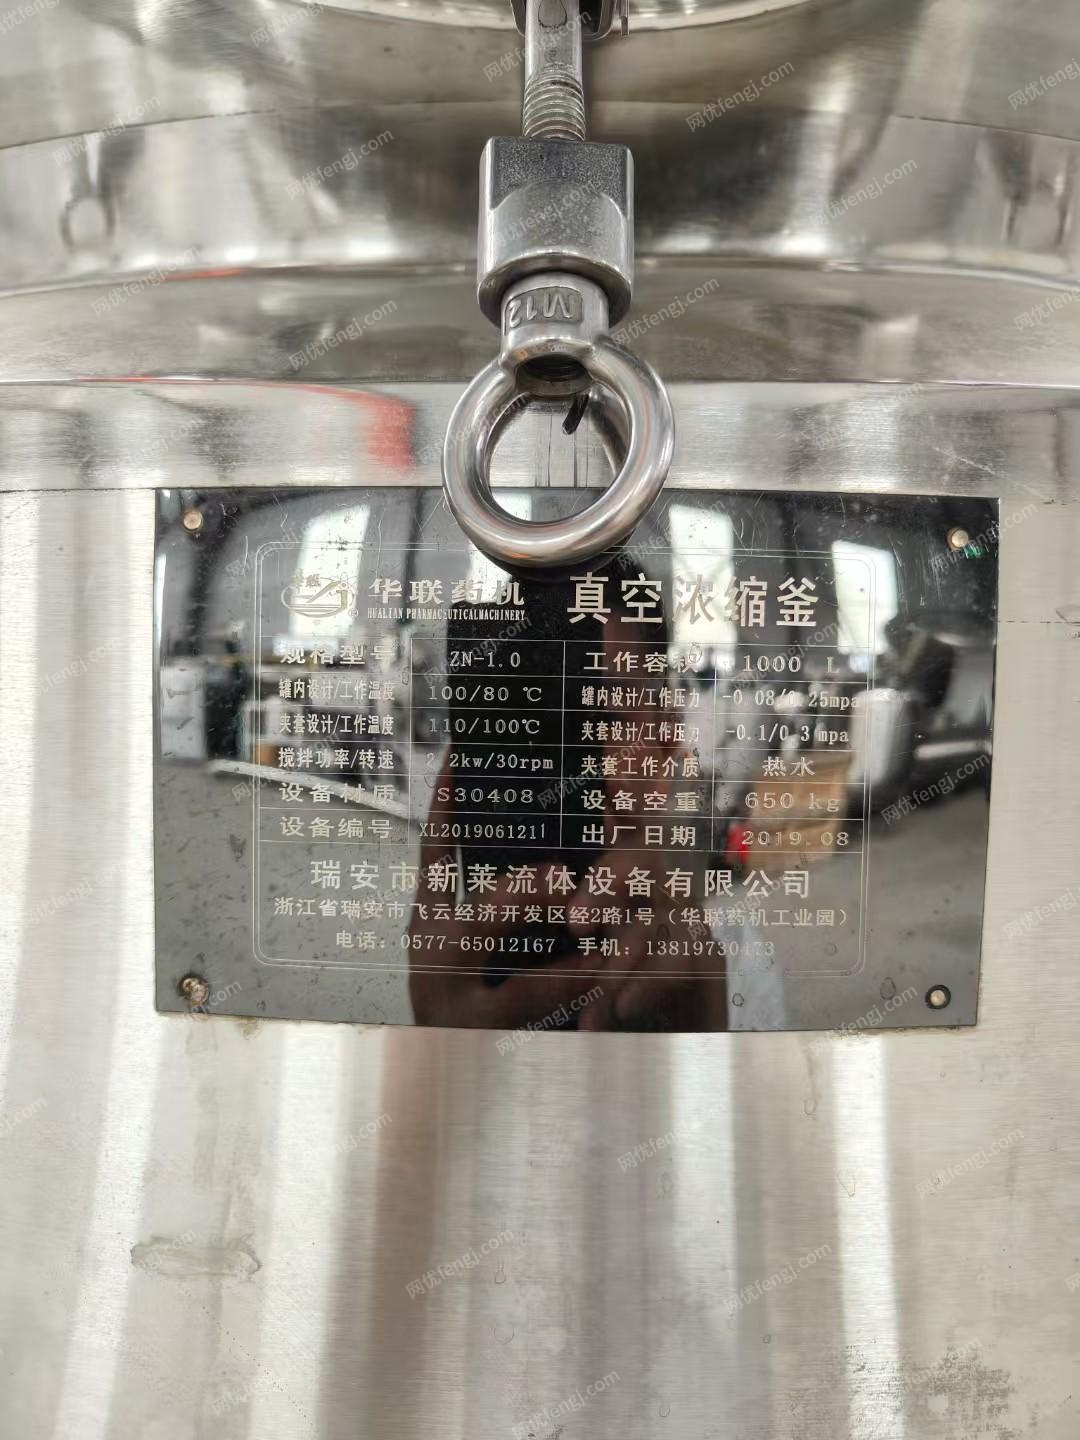 M12
华联药机 真空浓缩釜
HUALIAN PHARMACEUTICALMACHINERY
规格型号 ZN-1.0 工作容积 1000 L
罐内设计/工作温度 100/80 ℃ 罐内设计/工作压力 -0.08/0.25mpa
夹套设计/工作温度 110/100℃ 夹套设计/工作压力 -0.1/0.3mpa
搅拌功率/转速 2.2kw/30rpm 夹套工作介质 热水
设备材质 S30408 设备空重 650 kg
设备编号 XL2019061211 出厂日期 2019.08
瑞安市新莱流体设备有限公司
浙江省瑞安市飞云经济开发区经2路1号（华联药机工业园）
电话：0577-65012167 手机：13819730473
网优fengj.com